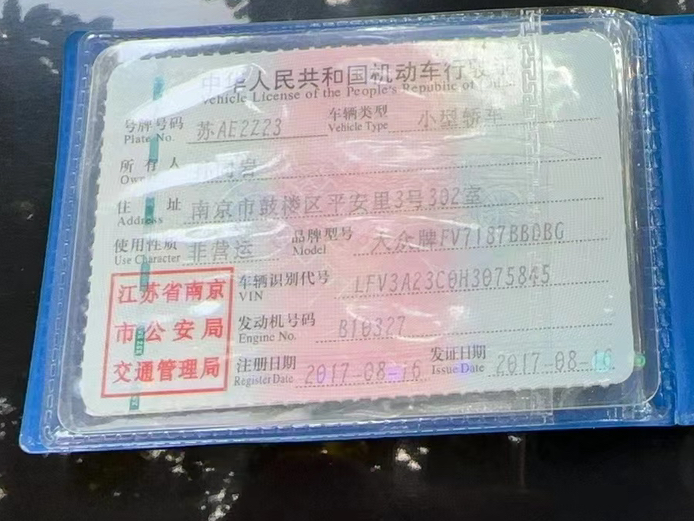 中华人民共和国机动车行驶证
Vehicle License of the People's Republic of China
号牌号码 Plate No. 苏AE2Z23 车辆类型 Vehicle Type 小型轿车
所有人 Owner 岩
住址 Address 南京市鼓楼区平安里3号302室
使用性质 Use Character 非营运 品牌型号 Model 大众牌FV7187BBDBG
江苏省南京
市公安局
交通管理局
车辆识别代号 VIN LFV3A23C0H3075845
发动机号码 Engine No. B10327
注册日期 Register Date 2017-08-16 发证日期 Issue Date 2017-08-16